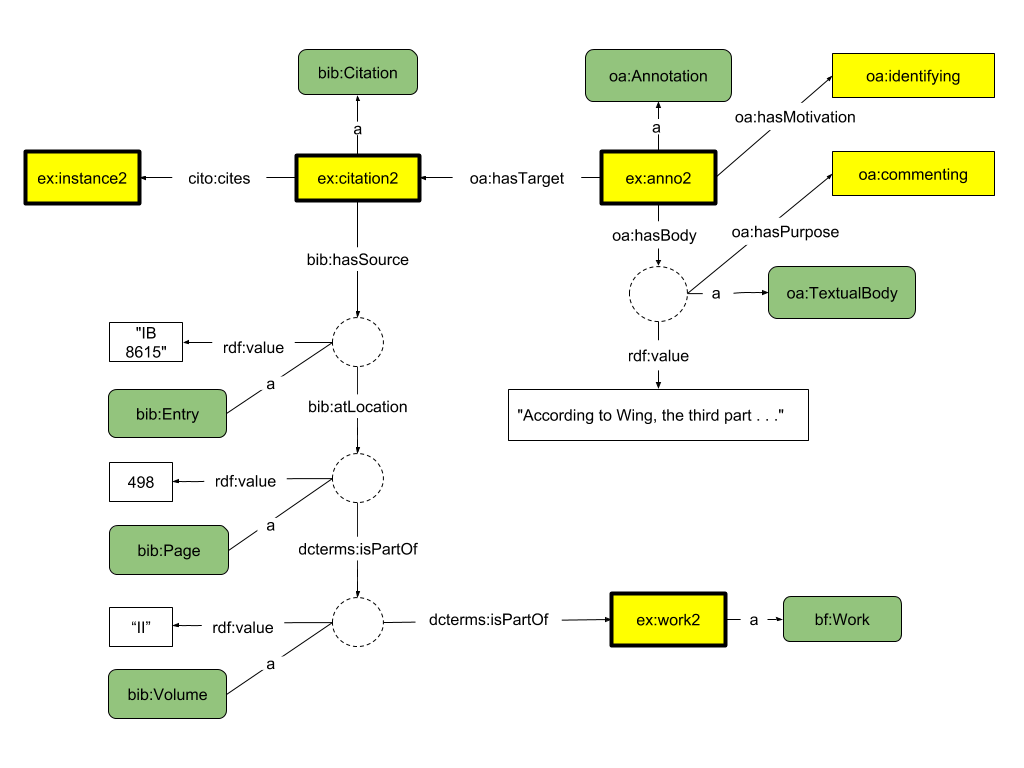 bib:Citation
oa:Annotation
oa:identifying
oa:hasMotivation
a
a
ex:instance2
cito:cites
ex:citation2
oa:hasTarget
ex:anno2
oa:commenting
oa:hasBody
oa:hasPurpose
bib:hasSource
a
oa:TextualBody
"IB
8615"
rdf:value
rdf:value
a
bib:Entry
bib:atLocation
"According to Wing, the third part . . ."
498
rdf:value
a
bib:Page
dcterms:isPartOf
“II”
rdf:value
dcterms:isPartOf
ex:work2
a
bf:Work
a
bib:Volume